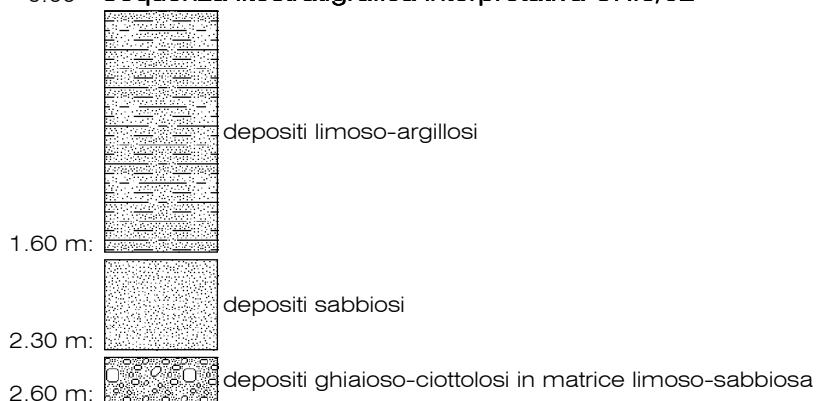 depositi limoso-argillosi
1.60 m:
depositi sabbiosi
2.30 m:
depositi ghiaioso-ciottolosi in matrice limoso-sabbiosa
2.60 m: